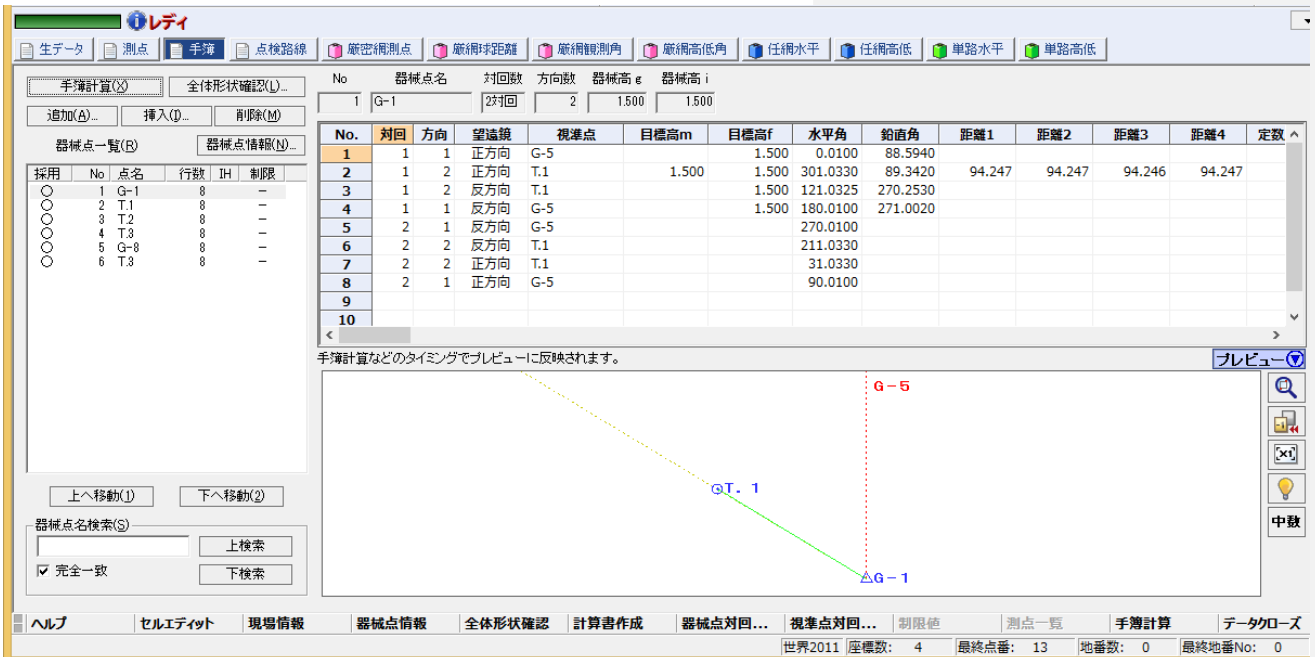 レディ
生データ 測点 手簿 点検路線 厳密網測点 厳網球距離 厳網観測角 厳網高低角 任網水平 任網高低 単路水平 単路高低
手簿計算(X) 全体形状確認(L)...
追加(A)... 挿入(I)... 削除(M)
器械点一覧(R) 器械点情報(N)...
採用 No 点名 行数 IH 制限
○ 1 G-1 8 −
○ 2 T.1 8 −
○ 3 T.2 8 −
○ 4 T.3 8 −
○ 5 G-8 8 −
○ 6 T.3 8 −
上へ移動(1) 下へ移動(2)
器械点名検索(S)
上検索
完全一致 下検索
No 器械点名 対回数 方向数 器械高 g 器械高 i
1 G-1 2対回 2 1.500 1.500
No. 対回 方向 望遠鏡 視準点 目標高m 目標高f 水平角 鉛直角 距離1 距離2 距離3 距離4 定数
1 1 1 正方向 G-5 1.500 0.0100 88.5940
2 1 2 正方向 T.1 1.500 1.500 301.0330 89.3420 94.247 94.247 94.246 94.247
3 1 2 反方向 T.1 1.500 121.0325 270.2530
4 1 1 反方向 G-5 1.500 180.0100 271.0020
5 2 1 反方向 G-5 270.0100
6 2 2 反方向 T.1 211.0330
7 2 2 正方向 T.1 31.0330
8 2 1 正方向 G-5 90.0100
9
10
手簿計算などのタイミングでプレビューに反映されます。 プレビュー
G-5
T. 1
G-1
中数
ヘルプ セルエディット 現場情報 器械点情報 全体形状確認 計算書作成 器械点対回... 視準点対回... 制限値 測点一覧 手簿計算 データクローズ
世界2011 座標数: 4 最終点番: 13 地番数: 0 最終地番No: 0